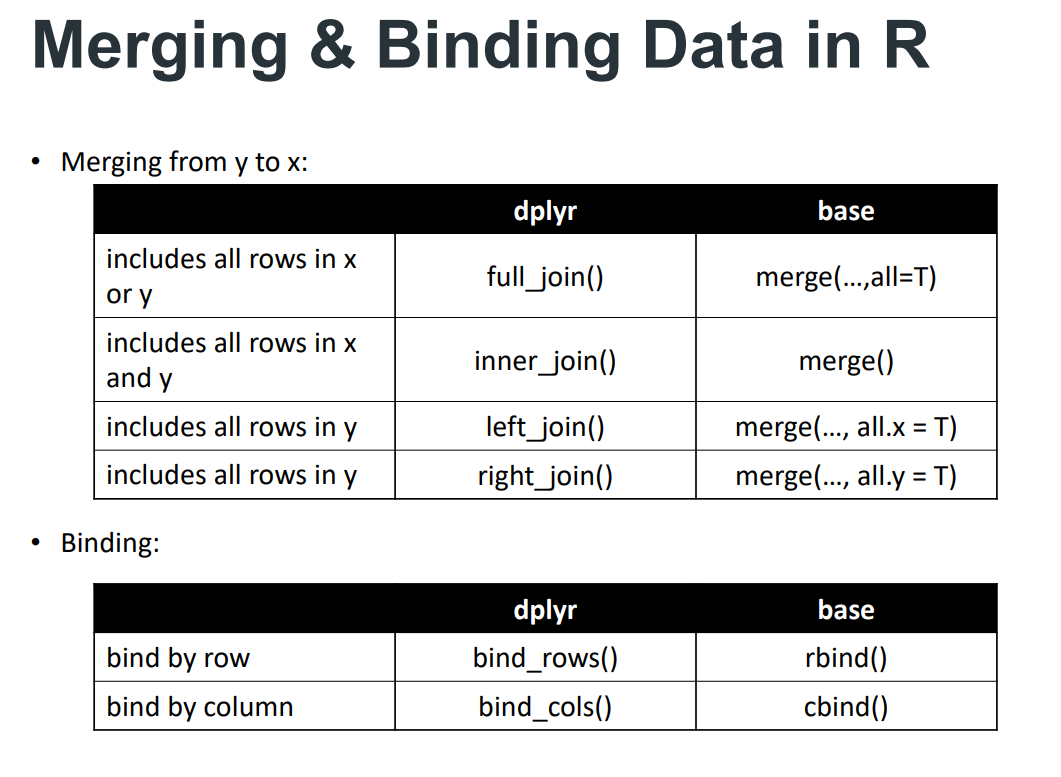 Merging & Binding Data in R
• Merging from y to x:
dplyr base
includes all rows in x
or y
full_join() merge(...,all=T)
includes all rows in x
and y
inner_join() merge()
includes all rows in y left_join() merge(..., all.x = T)
includes all rows in y right_join() merge(..., all.y = T)
• Binding:
dplyr base
bind by row bind_rows() rbind()
bind by column bind_cols() cbind()